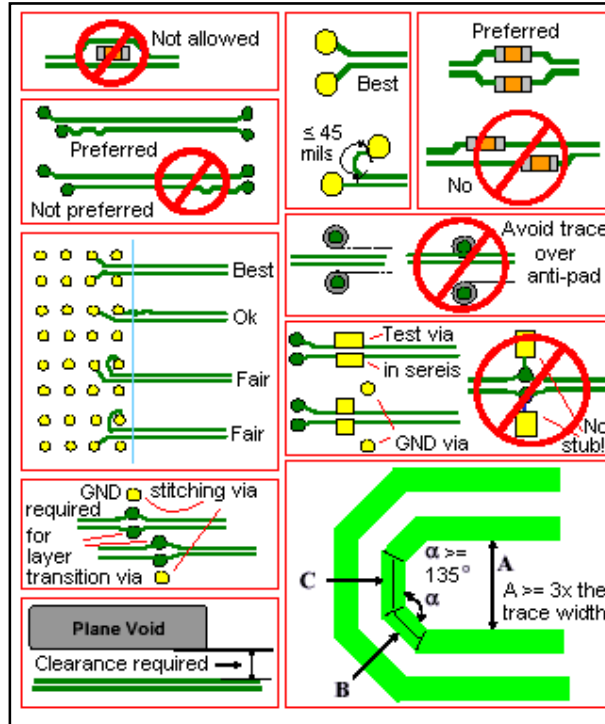 Not allowed
Preferred
Not preferred
Best
≤ 45
mils
Preferred
No
Avoid trace
over
anti-pad
Best
Ok
Fair
Fair
Test via
in sereis
GND via
No
stub!
GND stitching via
required
for
layer
transition via
Plane Void
Clearance required
C
α >=
135°
α
A
A >= 3x the
trace width
B